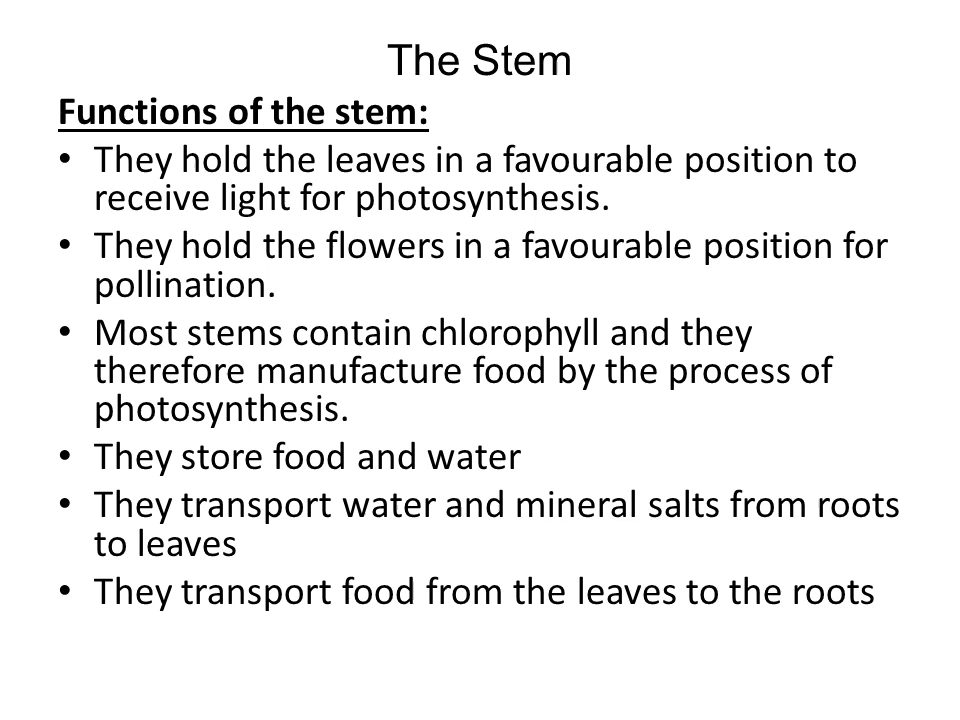 The Stem
Functions of the stem:
• They hold the leaves in a favourable position to
receive light for photosynthesis.
• They hold the flowers in a favourable position for
pollination.
• Most stems contain chlorophyll and they
therefore manufacture food by the process of
photosynthesis.
• They store food and water
• They transport water and mineral salts from roots
to leaves
• They transport food from the leaves to the roots